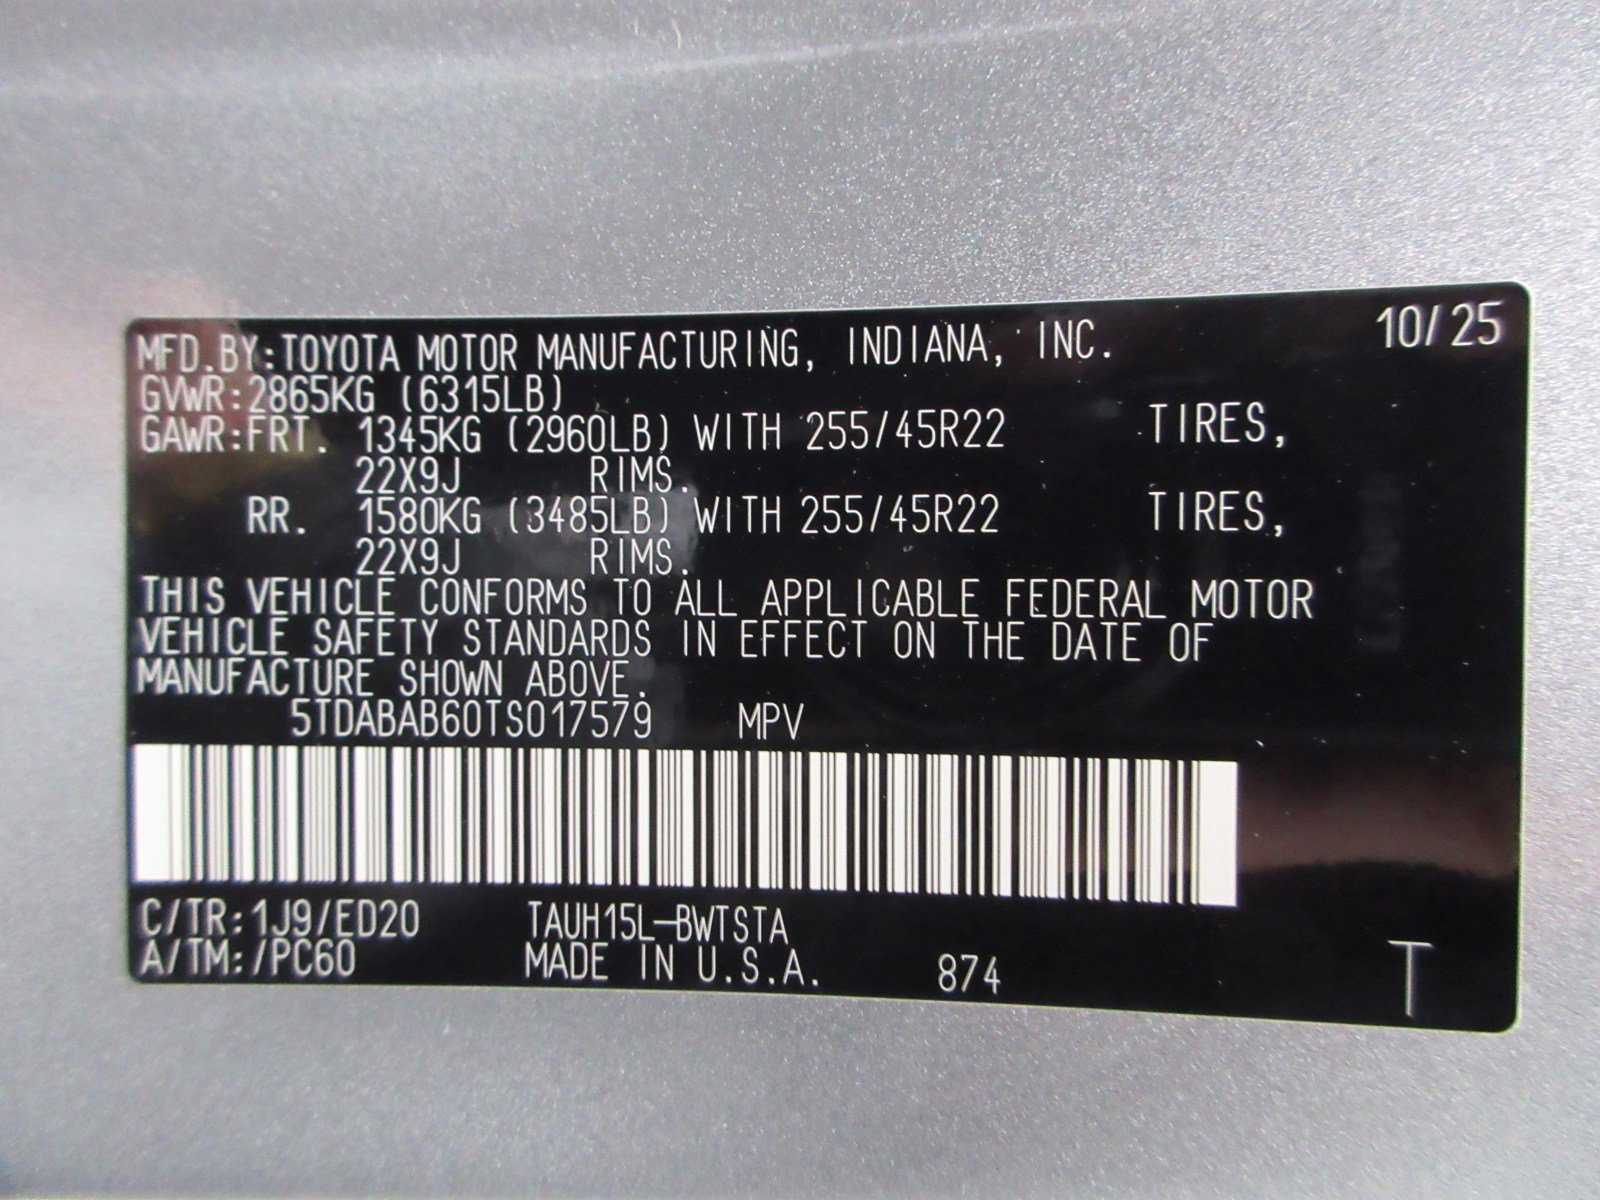 MFD.BY:TOYOTA MOTOR MANUFACTURING, INDIANA, INC. 10/25
GVWR:2865KG (6315LB)
GAWR:FRT. 1345KG (2960LB) WITH 255/45R22 TIRES,
22X9J RIMS.
RR. 1580KG (3485LB) WITH 255/45R22 TIRES,
22X9J RIMS.
THIS VEHICLE CONFORMS TO ALL APPLICABLE FEDERAL MOTOR
VEHICLE SAFETY STANDARDS IN EFFECT ON THE DATE OF
MANUFACTURE SHOWN ABOVE.
5TDABAB60TS017579 MPV
C/TR:1J9/ED20 TAUH15L-BWTSTA
A/TM:/PC60 MADE IN U.S.A. 874 T